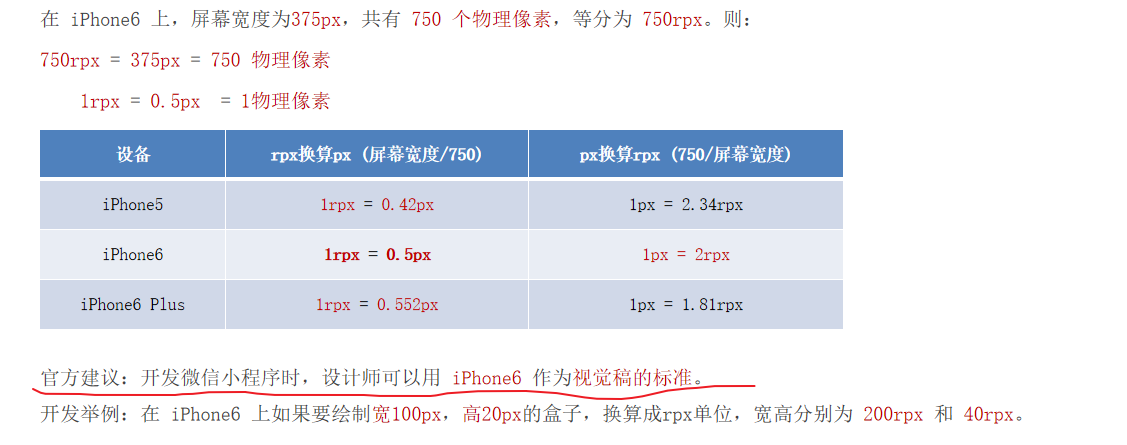 在 iPhone6 上，屏幕宽度为375px，共有 750 个物理像素，等分为 750rpx。则：
750rpx = 375px = 750 物理像素
1rpx = 0.5px = 1物理像素
设备 rpx换算px (屏幕宽度/750) px换算rpx (750/屏幕宽度)
iPhone5 1rpx = 0.42px 1px = 2.34rpx
iPhone6 1rpx = 0.5px 1px = 2rpx
iPhone6 Plus 1rpx = 0.552px 1px = 1.81rpx
官方建议：开发微信小程序时，设计师可以用 iPhone6 作为视觉稿的标准。
开发举例：在 iPhone6 上如果要绘制宽100px，高20px的盒子，换算成rpx单位，宽高分别为 200rpx 和 40rpx。